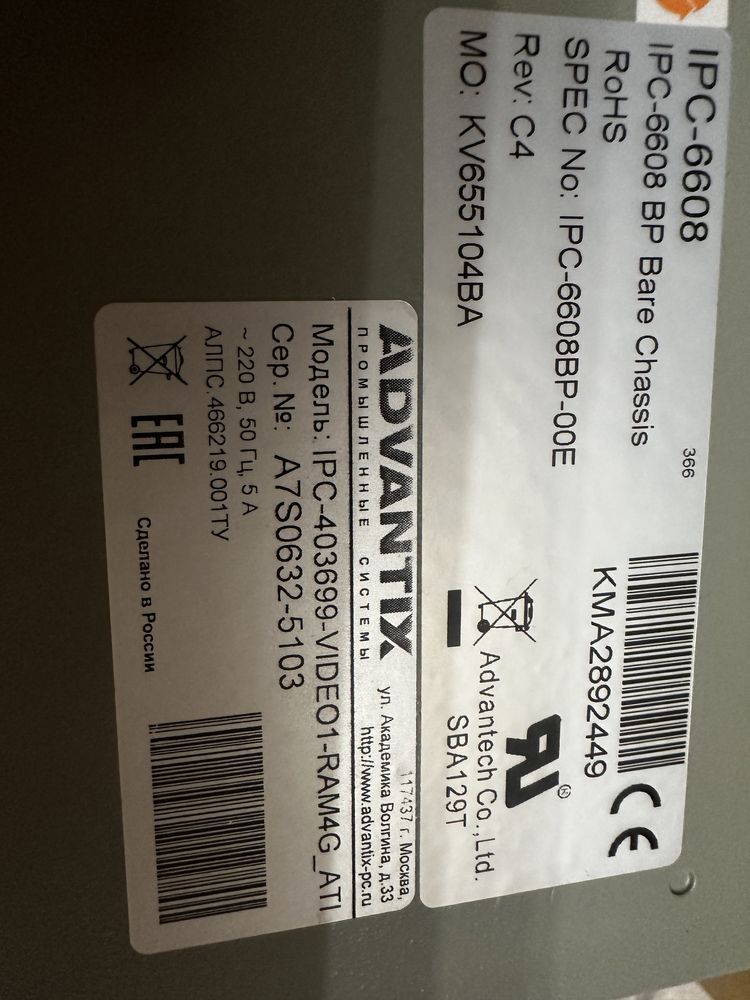 IPC-6608
IPC-6608 BP Bare Chassis
RoHS
SPEC No: IPC-6608BP-00E
Rev: C4
MO: KV655104BA
366
KMA2892449
CE
Advantech Co.,Ltd.
SBA129T
ADVANTIX
ПРОМЫШЛЕННЫЕ СИСТЕМЫ
117437 г. Москва,
ул. Академика Волгина, д.33
http://www.advantix-pc.ru
Модель: IPC-403699-VIDEO1-RAM4G_ATI
Сер. №: A7S0632-5103
~ 220 В, 50 Гц, 5 А
АЛПС.466219.001ТУ
EAC
Сделано в России